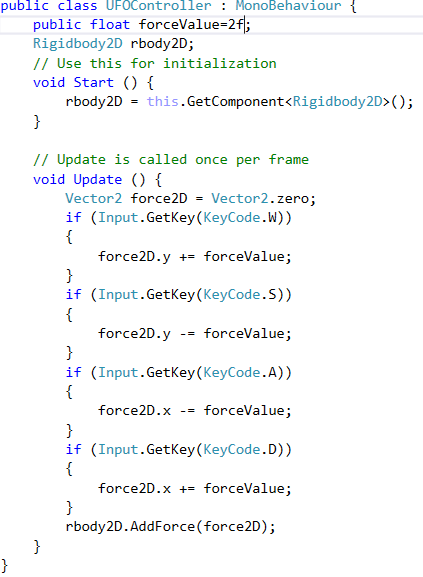 public class UFOController : MonoBehaviour {
    public float forceValue=2f;
    Rigidbody2D rbody2D;
    // Use this for initialization
    void Start () {
        rbody2D = this.GetComponent<Rigidbody2D>();
    }

    // Update is called once per frame
    void Update () {
        Vector2 force2D = Vector2.zero;
        if (Input.GetKey(KeyCode.W))
        {
            force2D.y += forceValue;
        }
        if (Input.GetKey(KeyCode.S))
        {
            force2D.y -= forceValue;
        }
        if (Input.GetKey(KeyCode.A))
        {
            force2D.x -= forceValue;
        }
        if (Input.GetKey(KeyCode.D))
        {
            force2D.x += forceValue;
        }
        rbody2D.AddForce(force2D);
    }
}